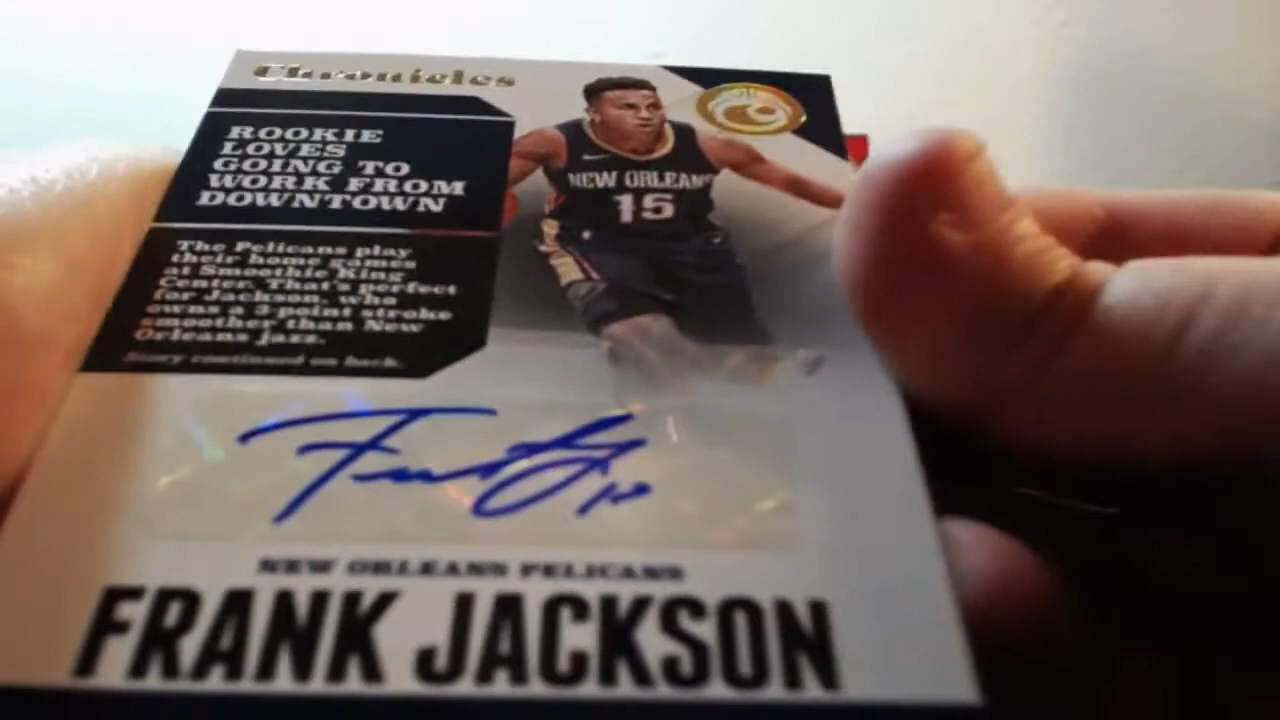 Chronicles
ROOKIE
LOVES
GOING TO
WORK FROM
DOWNTOWN
The Pelicans play
their home games
at Smoothie King
Center. That's perfect
for Jackson, who
owns a 3-point stroke
smoother than New
Orleans jazz.
Story continued on back.
NEW ORLEANS
15
NEW ORLEANS PELICANS
FRANK JACKSON